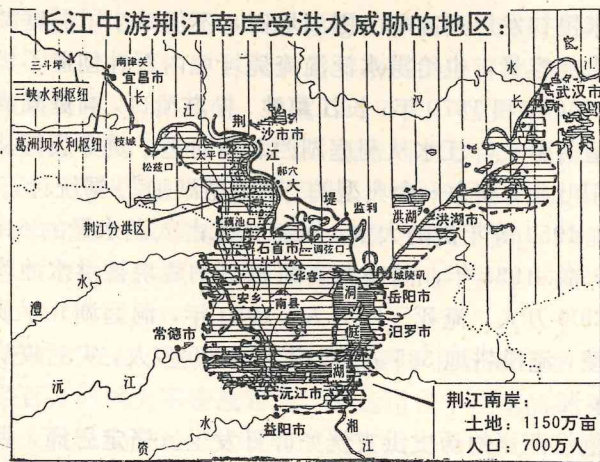 长江中游荆江南岸受洪水威胁的地区：
三斗坪
南津关
宜昌市
三峡水利枢纽
葛洲坝水利枢纽
枝城
长
江
松滋口
太平口
荆
沙市市
江
郝穴
堤
监利
汉
水
长
江
武汉市
洪湖
洪湖市
荆江分洪区
藕池口
石首市
调弦口
华容
城陵矶
岳阳市
汨罗市
安乡
南县
洞
庭
湖
澧
水
常德市
沅
江
沅江市
益阳市
资
水
湘
江
荆江南岸：
土地：1150万亩
人口：700万人